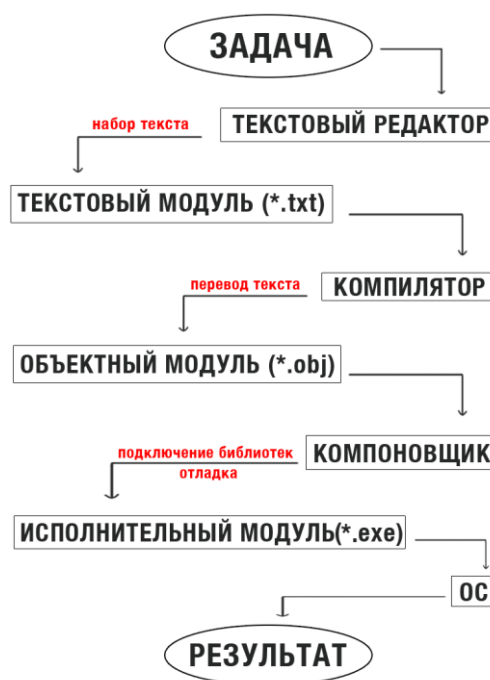 ЗАДАЧА
ТЕКСТОВЫЙ РЕДАКТОР
набор текста
ТЕКСТОВЫЙ МОДУЛЬ (*.txt)
КОМПИЛЯТОР
перевод текста
ОБЪЕКТНЫЙ МОДУЛЬ (*.obj)
КОМПОНОВЩИК
подключение библиотек
отладка
ИСПОЛНИТЕЛЬНЫЙ МОДУЛЬ(*.exe)
ОС
РЕЗУЛЬТАТ